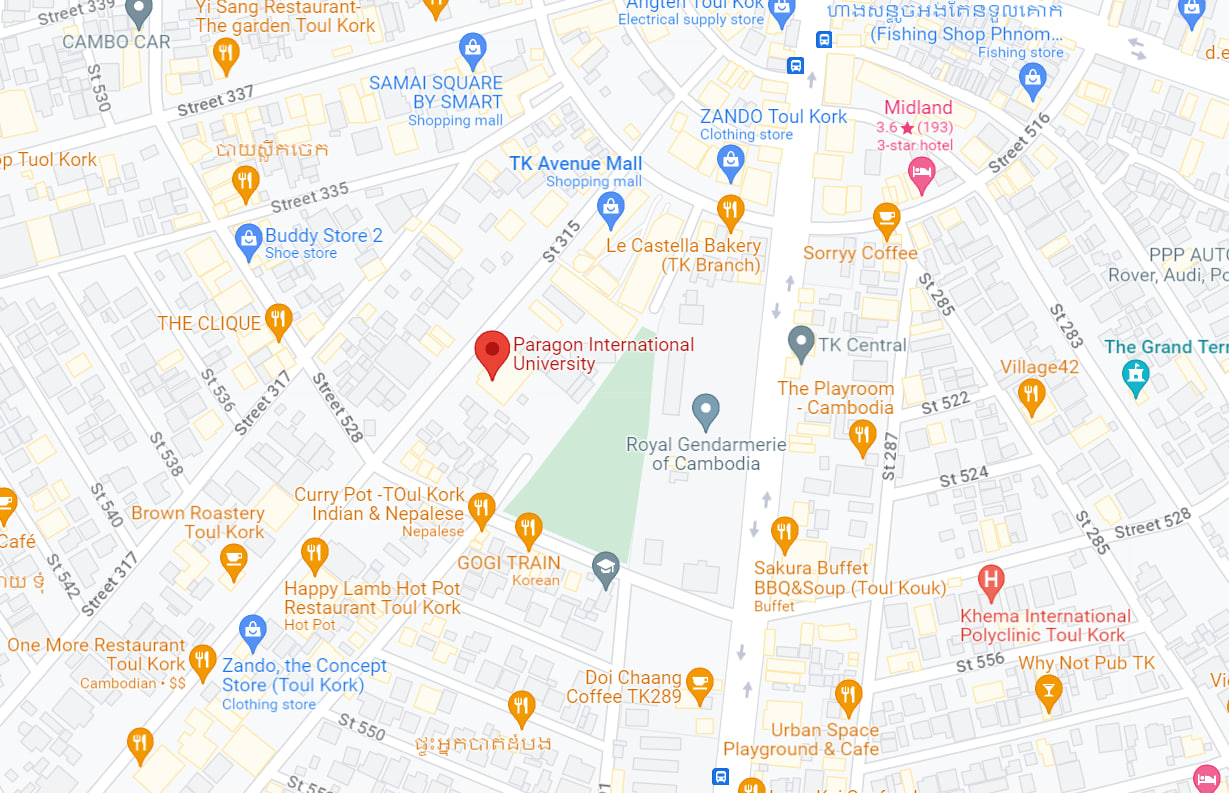 Street 339
CAMBO CAR
St 530
Yi Sang Restaurant-
The garden Toul Kork
Angten Toul Kok
Electrical supply store
ហាងសន្ទូចអង់តែនទួលគោក
(Fishing Shop Phnom...
Fishing store
d.e
SAMAI SQUARE
BY SMART
Shopping mall
Street 337
ZANDO Toul Kork
Clothing store
Midland
3.6★(193)
3-star hotel
Street 516
op Tuol Kork
បាយស្លឹកចេក
TK Avenue Mall
Shopping mall
Street 335
Buddy Store 2
Shoe store
St 315
Le Castella Bakery
(TK Branch)
Sorryy Coffee
PPP AUTO
Rover, Audi, Po
St 285
St 283
THE CLIQUE
Paragon International
University
TK Central
The Grand Terr
Village42
The Playroom
- Cambodia
St 536
Street 317
Street 528
St 522
Royal Gendarmerie
of Cambodia
St 287
St 538
St 524
St 540
Curry Pot -TOul Kork
Indian & Nepalese
Nepalese
Brown Roastery
Toul Kork
Street 528
St 285
Café
GOGI TRAIN
Korean
Sakura Buffet
BBQ&Soup (Toul Kouk)
Buffet
St 542
Street 317
Happy Lamb Hot Pot
Restaurant Toul Kork
Hot Pot
Khema International
Polyclinic Toul Kork
One More Restaurant
Toul Kork
Cambodian • $$
Zando, the Concept
Store (Toul Kork)
Clothing store
St 556
Why Not Pub TK
Doi Chaang
Coffee TK289
Vi
St 550
ផ្ទះអ្នកបាត់ដំបង
Urban Space
Playground & Cafe